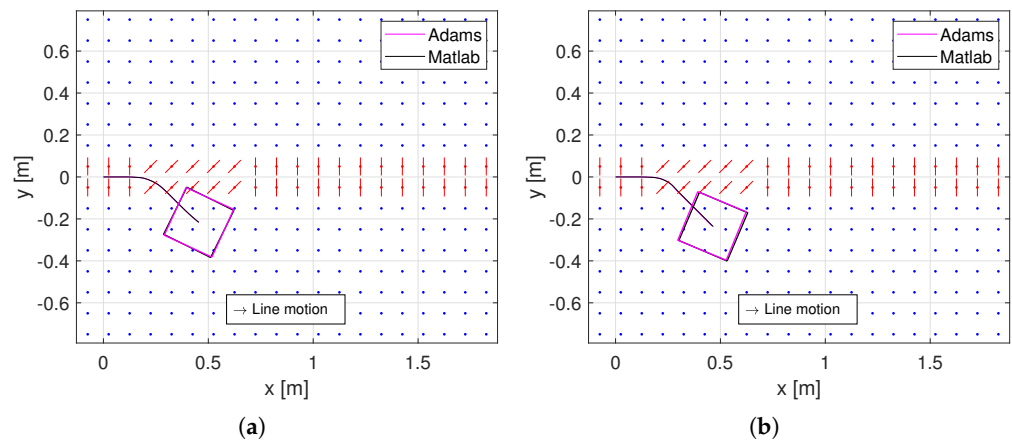 Adams
Matlab
0.6
0.4
0.2
0
-0.2
-0.4
-0.6
y [m]
→ Line motion
0
0.5
1
1.5
x [m]
(a)
Adams
Matlab
0.6
0.4
0.2
0
-0.2
-0.4
-0.6
y [m]
→ Line motion
0
0.5
1
1.5
x [m]
(b)